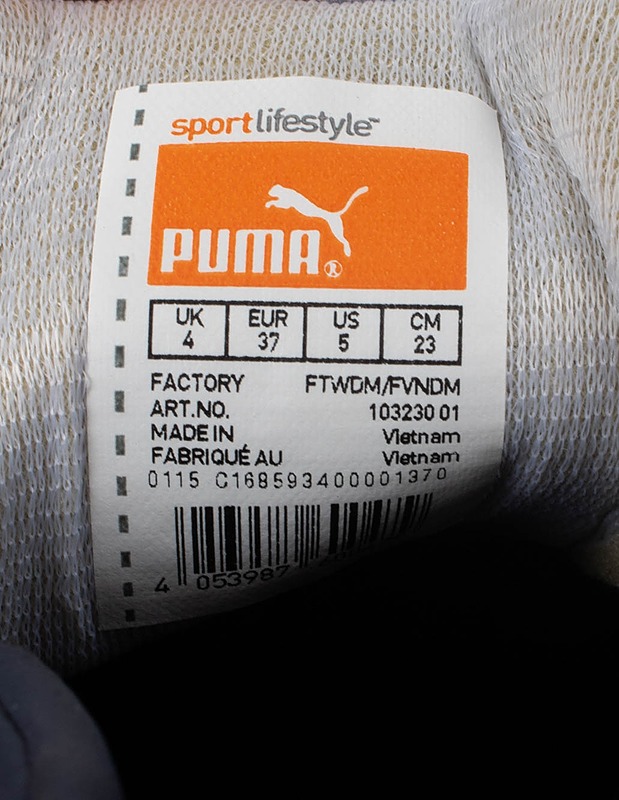 sportlifestyle™
PUMA®
UK EUR US CM
4 37 5 23
FACTORY FTWDM/FVNDM
ART.NO. 103230 01
MADE IN Vietnam
FABRIQUÉ AU Vietnam
0115 C168593400001370
4 053987